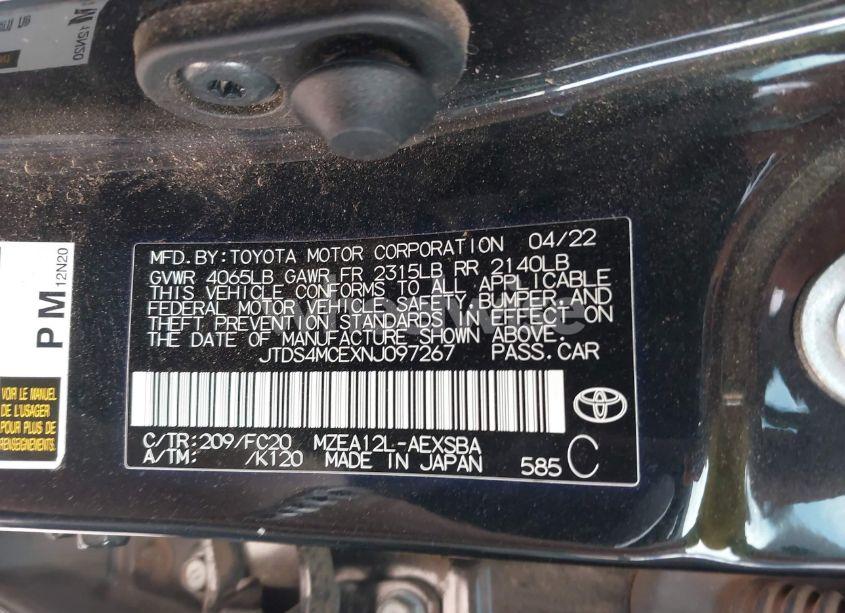 M 12N20
MFD.BY:TOYOTA MOTOR CORPORATION 04/22
GVWR 4065LB GAWR FR 2315LB RR 2140LB
THIS VEHICLE CONFORMS TO ALL APPLICABLE
FEDERAL MOTOR VEHICLE SAFETY, BUMPER, AND
THEFT PREVENTION STANDARDS IN EFFECT ON
THE DATE OF MANUFACTURE SHOWN ABOVE.
JTDS4MCEXNJ097267 PASS.CAR
C/TR:209/FC20 MZEA12L-AEXSBA
A/TM: /K120 MADE IN JAPAN 585 C
PM 12N20
VOIR LE MANUEL
DE L'USAGER
POUR PLUS DE
RENSEIGNEMENTS